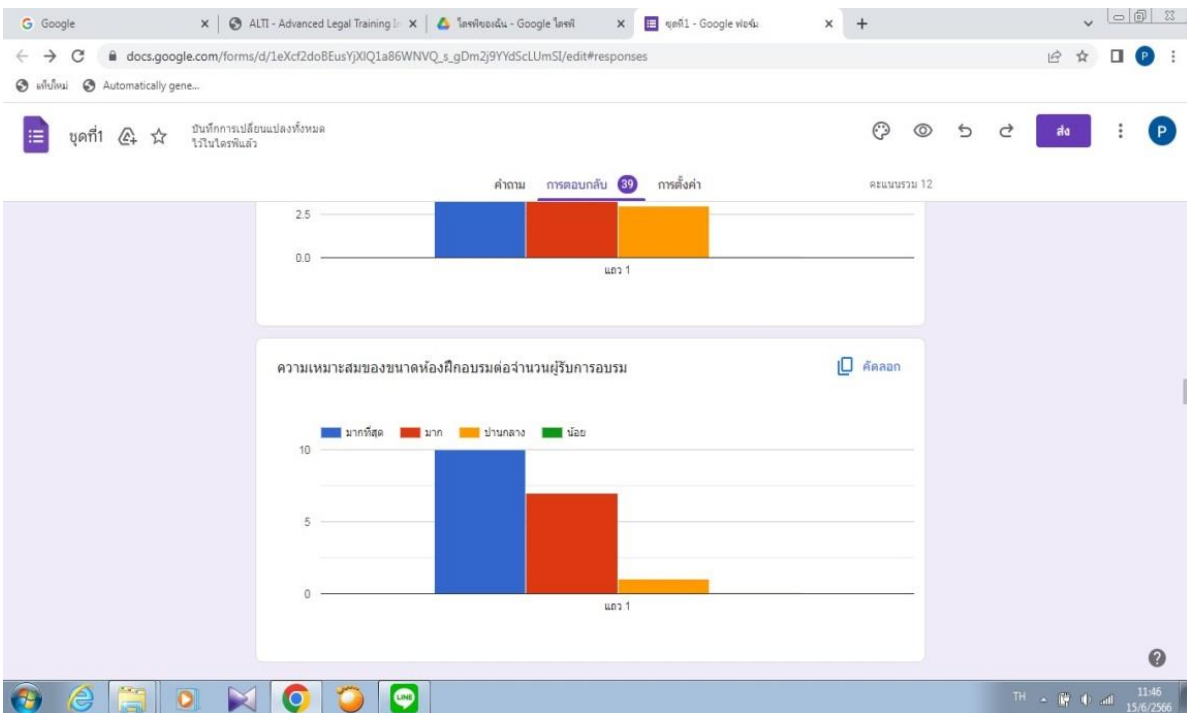 Google
ALTI - Advanced Legal Training In
ไดรฟ์ของฉัน - Google ไดรฟ์
ชุดที่1 - Google ฟอร์ม
docs.google.com/forms/d/1eXcf2doBEusYjXlQ1a86WNVQ_s_gDm2j9YYdScLUmSI/edit#responses
P
แท็บใหม่
Automatically gene...
ชุดที่1
บันทึกการเปลี่ยนแปลงทั้งหมด
ไว้ในไดรฟ์แล้ว
ส่ง
P
คำถาม การตอบกลับ 39 การตั้งค่า
คะแนนรวม 12
2.5
0.0
แถว 1
ความเหมาะสมของขนาดห้องฝึกอบรมต่อจำนวนผู้รับการอบรม
คัดลอก
มากที่สุด มาก ปานกลาง น้อย
10
5
0
แถว 1
LINE
TH
11:46
15/6/2566